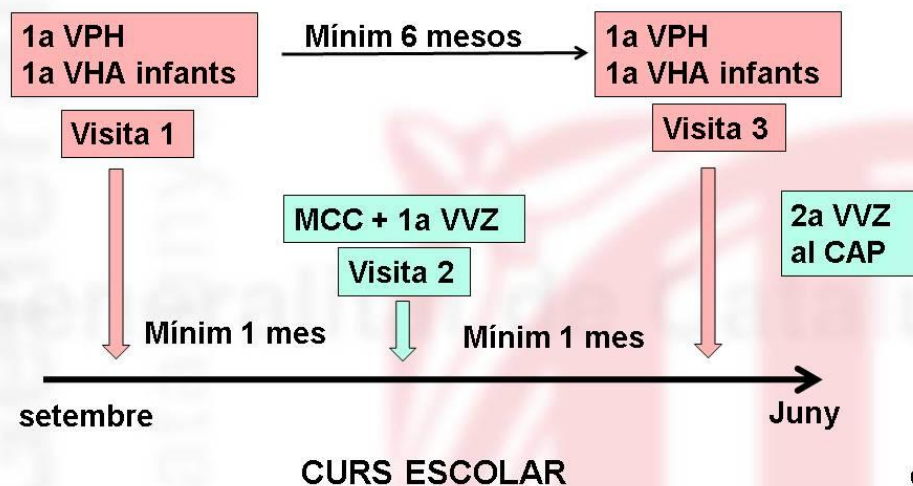 1a VPH
1a VHA infants
Mínim 6 mesos
1a VPH
1a VHA infants
Visita 1
Visita 3
MCC + 1a VVZ
Visita 2
2a VVZ
al CAP
Mínim 1 mes
Mínim 1 mes
setembre
Juny
CURS ESCOLAR